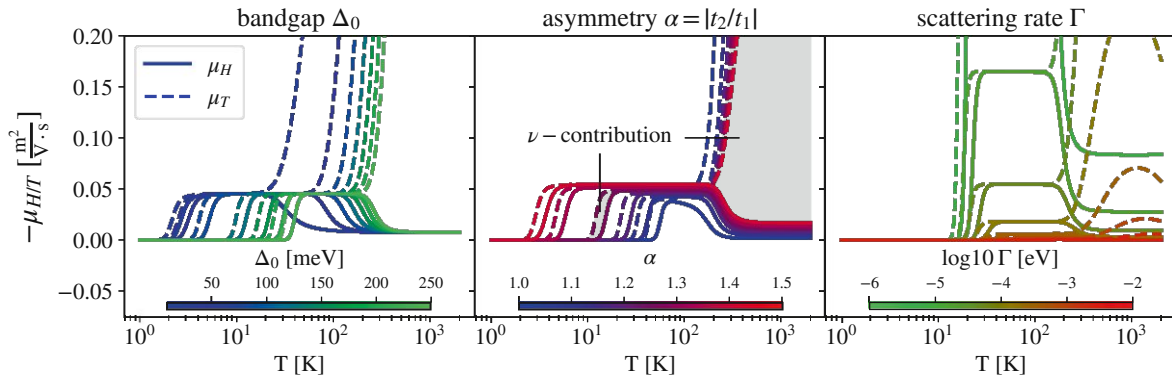 bandgap Δ₀
asymmetry α = |t₂/t₁|
scattering rate Γ
−μ_{H/T} [m²/V·s]
0.20
0.15
0.10
0.05
0.00
−0.05
μ_H
μ_T
ν − contribution
Δ₀ [meV]
50 100 150 200 250
α
1.0 1.1 1.2 1.3 1.4 1.5
log10 Γ [eV]
−6 −5 −4 −3 −2
10⁰ 10¹ 10² 10³
10⁰ 10¹ 10² 10³
10⁰ 10¹ 10² 10³
T [K]
T [K]
T [K]